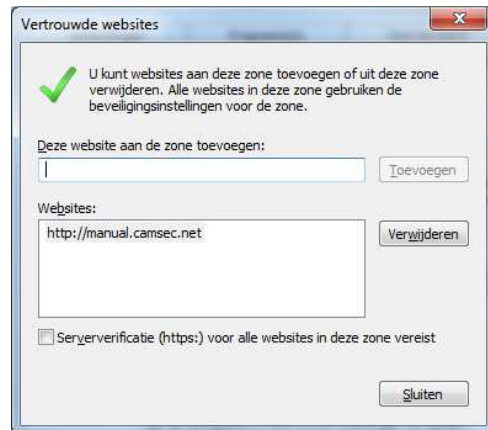 Vertrouwde websites
U kunt websites aan deze zone toevoegen of uit deze zone
verwijderen. Alle websites in deze zone gebruiken de
beveiligingsinstellingen voor de zone.
Deze website aan de zone toevoegen:
Toevoegen
Websites:
http://manual.camsec.net
Verwijderen
Serververificatie (https:) voor alle websites in deze zone vereist
Sluiten